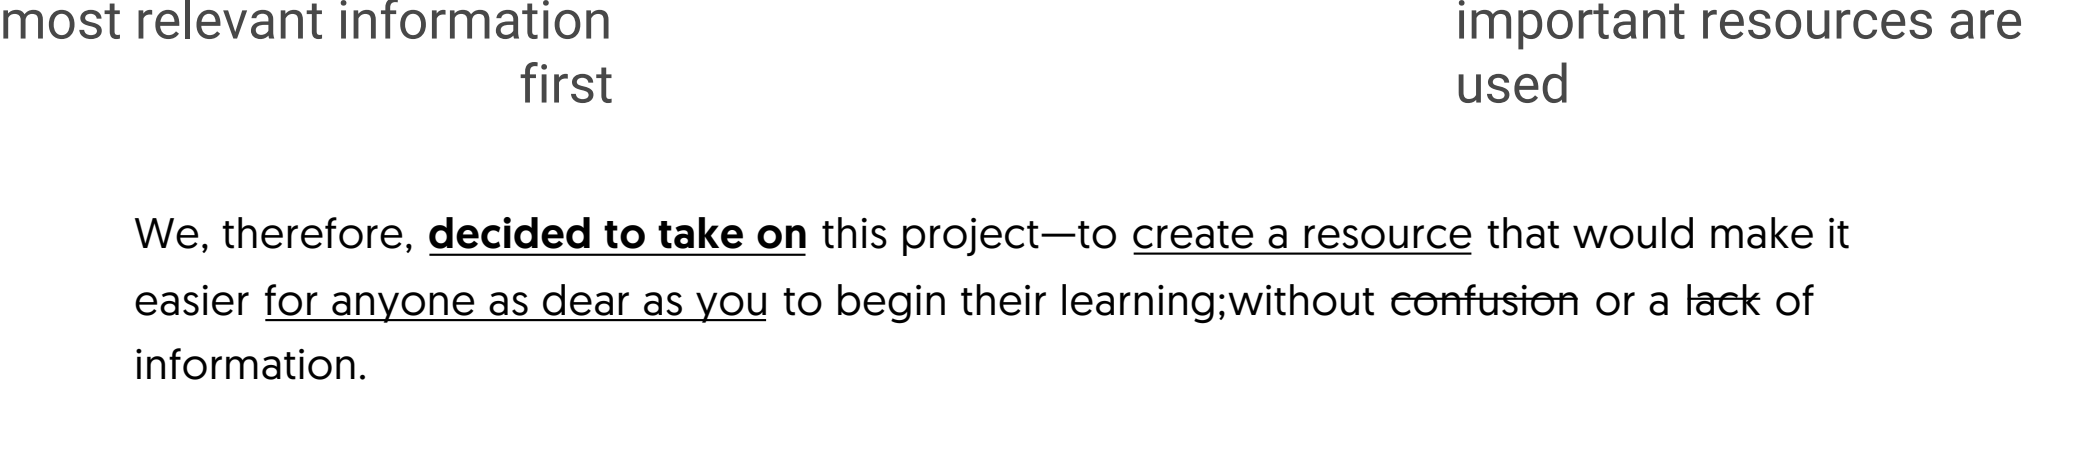 most relevant information
first
important resources are
used
We, therefore, decided to take on this project—to create a resource that would make it
easier for anyone as dear as you to begin their learning;without confusion or a lack of
information.